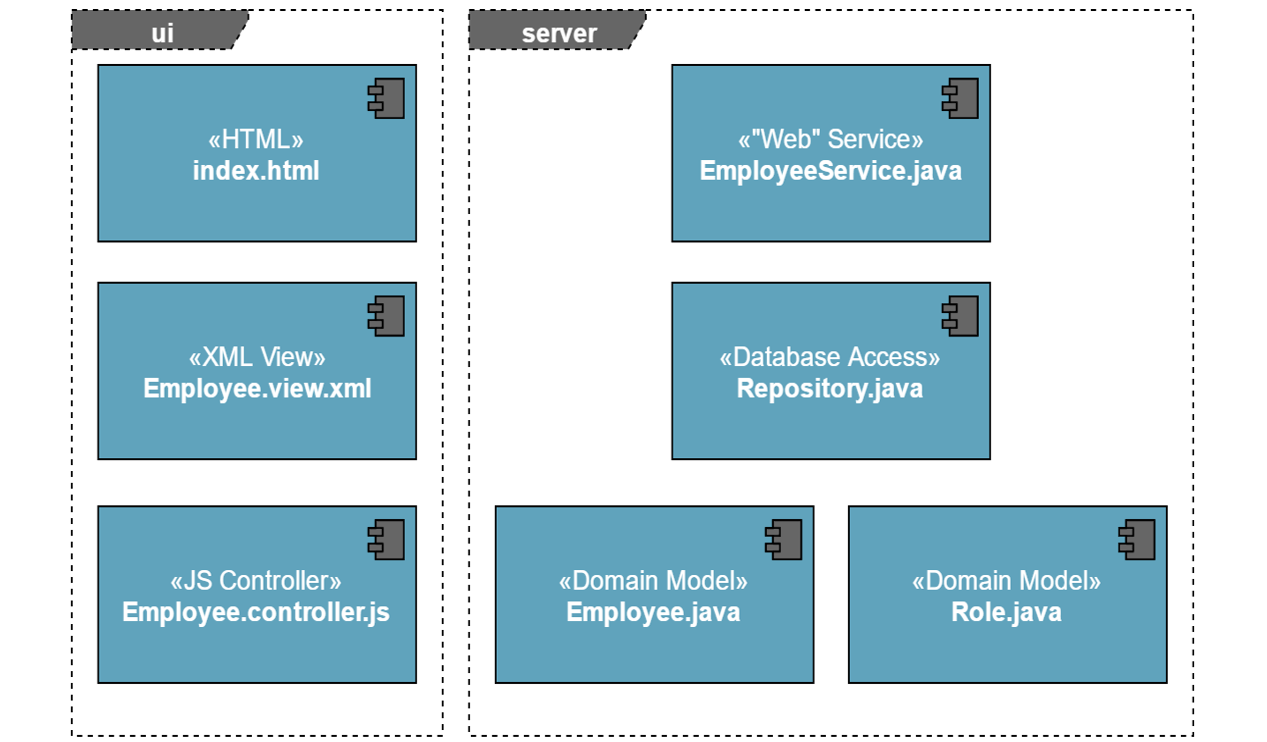 ui
«HTML»
index.html
«XML View»
Employee.view.xml
«JS Controller»
Employee.controller.js
server
«"Web" Service»
EmployeeService.java
«Database Access»
Repository.java
«Domain Model»
Employee.java
«Domain Model»
Role.java